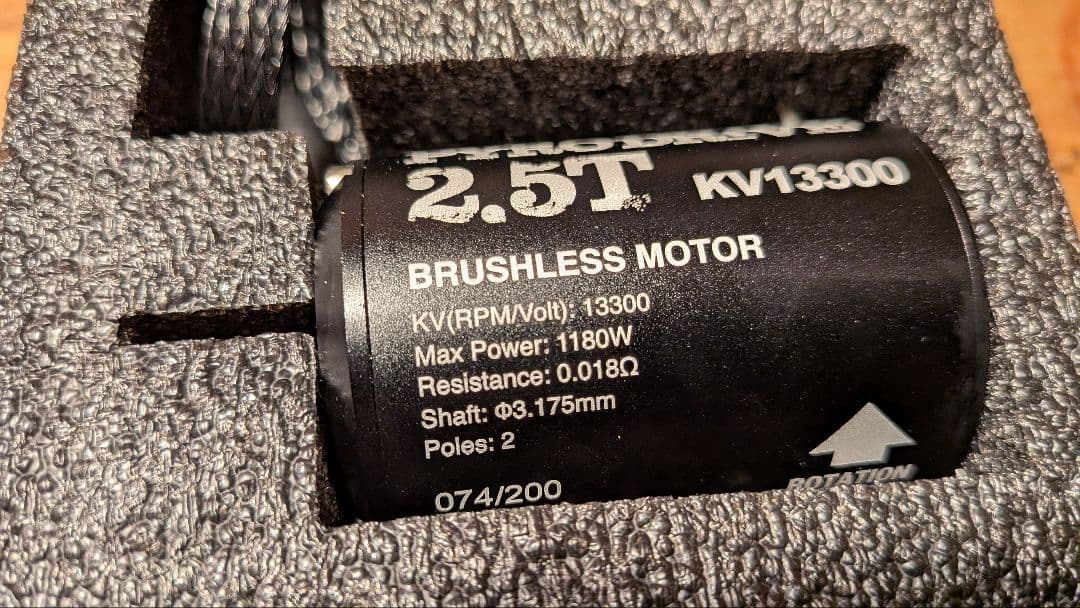 PYRODRIVE
2.5T KV13300
BRUSHLESS MOTOR
KV(RPM/Volt): 13300
Max Power: 1180W
Resistance: 0.018Ω
Shaft: Φ3.175mm
Poles: 2
074/200
ROTATION